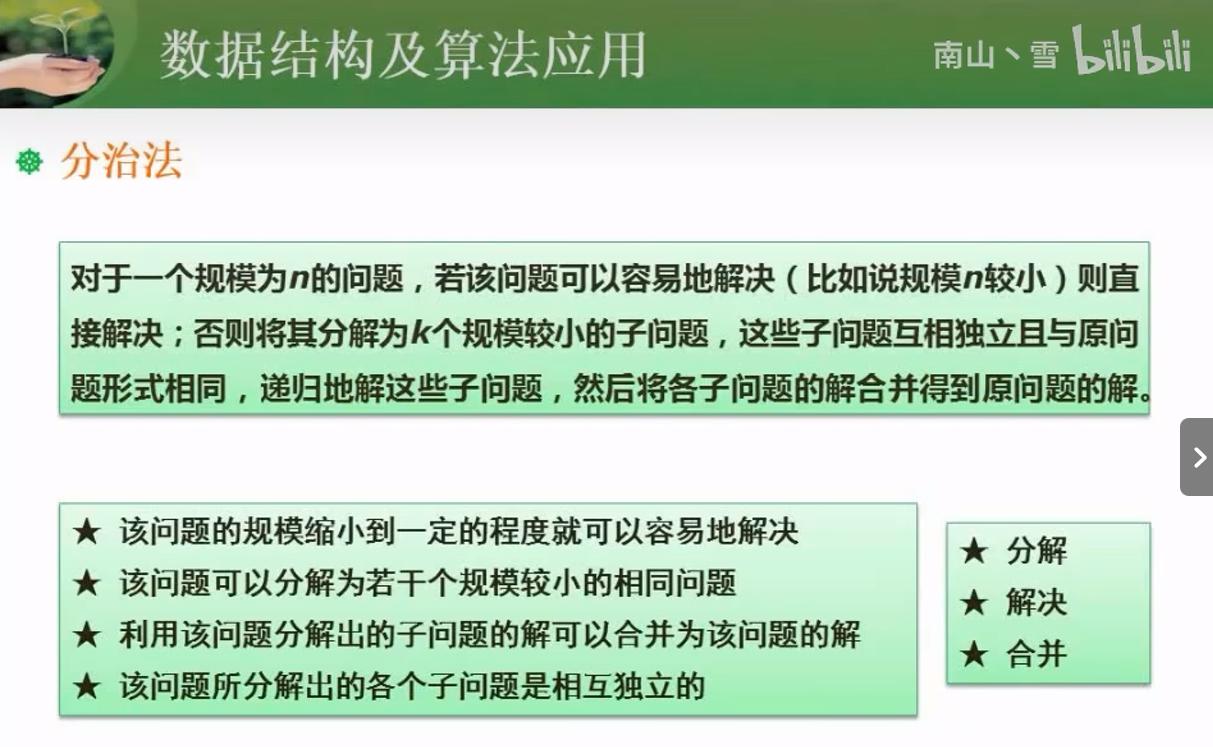 数据结构及算法应用
南山丶雪 bilibili
分治法
对于一个规模为n的问题，若该问题可以容易地解决（比如说规模n较小）则直
接解决；否则将其分解为k个规模较小的子问题，这些子问题互相独立且与原问
题形式相同，递归地解这些子问题，然后将各子问题的解合并得到原问题的解。
★ 该问题的规模缩小到一定的程度就可以容易地解决
★ 该问题可以分解为若干个规模较小的相同问题
★ 利用该问题分解出的子问题的解可以合并为该问题的解
★ 该问题所分解出的各个子问题是相互独立的
★ 分解
★ 解决
★ 合并